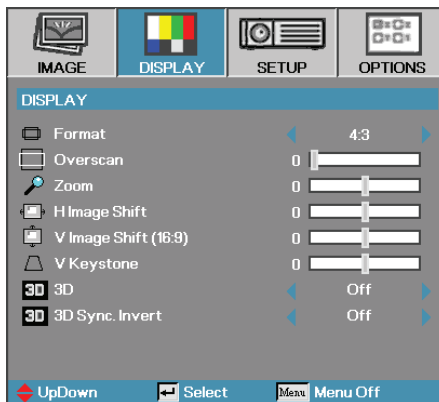 IMAGE DISPLAY SETUP OPTIONS
DISPLAY
Format 4:3
Overscan 0
Zoom 0
H Image Shift 0
V Image Shift (16:9) 0
V Keystone 0
3D 3D Off
3D 3D Sync. Invert Off
UpDown Select Menu Menu Off